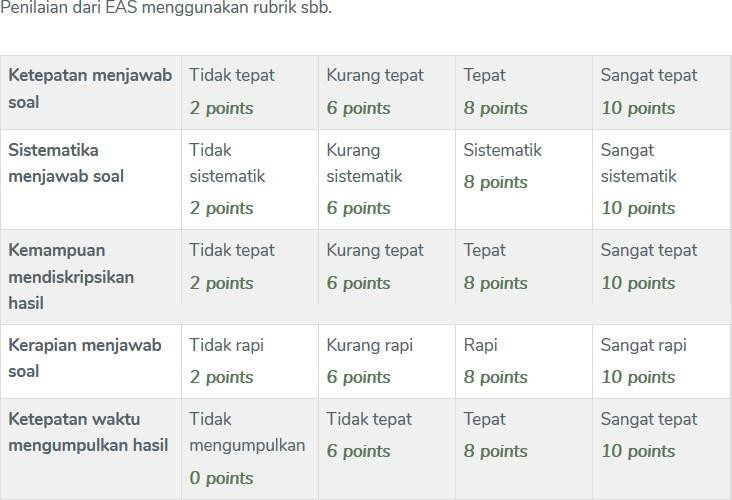 Penilaian dari EAS menggunakan rubrik sbb.
Ketepatan menjawab soal
Tidak tepat
2 points
Kurang tepat
6 points
Tepat
8 points
Sangat tepat
10 points
Sistematika menjawab soal
Tidak sistematik
2 points
Kurang sistematik
6 points
Sistematik
8 points
Sangat sistematik
10 points
Kemampuan mendiskripsikan hasil
Tidak tepat
2 points
Kurang tepat
6 points
Tepat
8 points
Sangat tepat
10 points
Kerapian menjawab soal
Tidak rapi
2 points
Kurang rapi
6 points
Rapi
8 points
Sangat rapi
10 points
Ketepatan waktu mengumpulkan hasil
Tidak mengumpulkan
0 points
Tidak tepat
6 points
Tepat
8 points
Sangat tepat
10 points